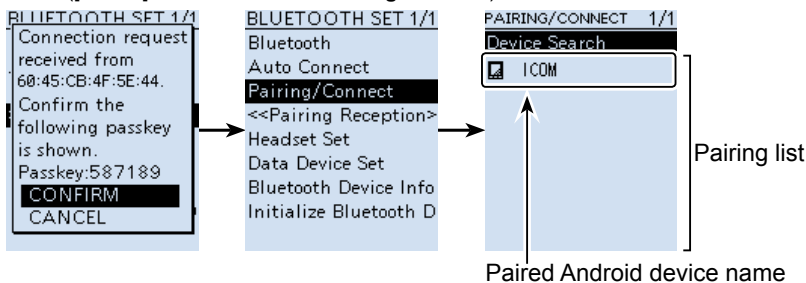 BLUETOOTH SET 1/1
Connection request
received from
60:45:CB:4F:5E:44.
Confirm the
following passkey
is shown.
Passkey:587189
CONFIRM
CANCEL
BLUETOOTH SET 1/1
Bluetooth
Auto Connect
Pairing/Connect
<<Pairing Reception>
Headset Set
Data Device Set
Bluetooth Device Info
Initialize Bluetooth D
PAIRING/CONNECT 1/1
Device Search
ICOM
Pairing list
Paired Android device name